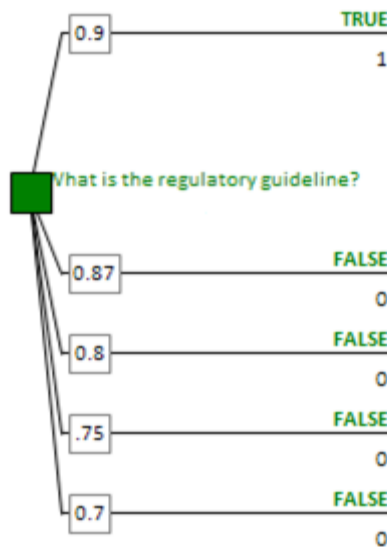 TRUE
0.9
1
What is the regulatory guideline?
FALSE
0.87
0
FALSE
0.8
0
FALSE
.75
0
FALSE
0.7
0